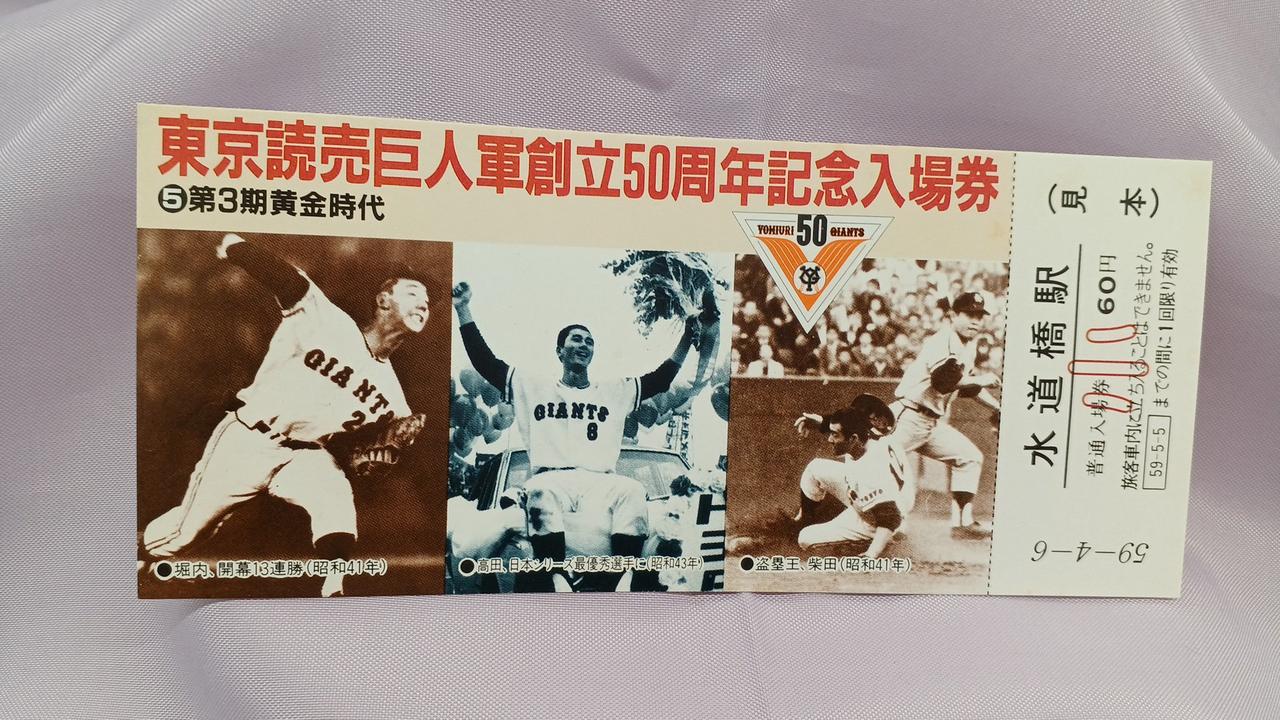 東京読売巨人軍創立50周年記念入場券
❺第3期黄金時代
YOMIURI 50 GIANTS
GIANTS
2
GIANTS
8
●堀内、開幕13連勝(昭和41年)
●高田、日本シリーズ最優秀選手に(昭和43年)
●盗塁王、柴田(昭和41年)
(見本)
水道橋駅
普通入場券 60円
旅客車内に立ち入ることはできません。
59-5-5 までの間に1回限り有効
59-4-6